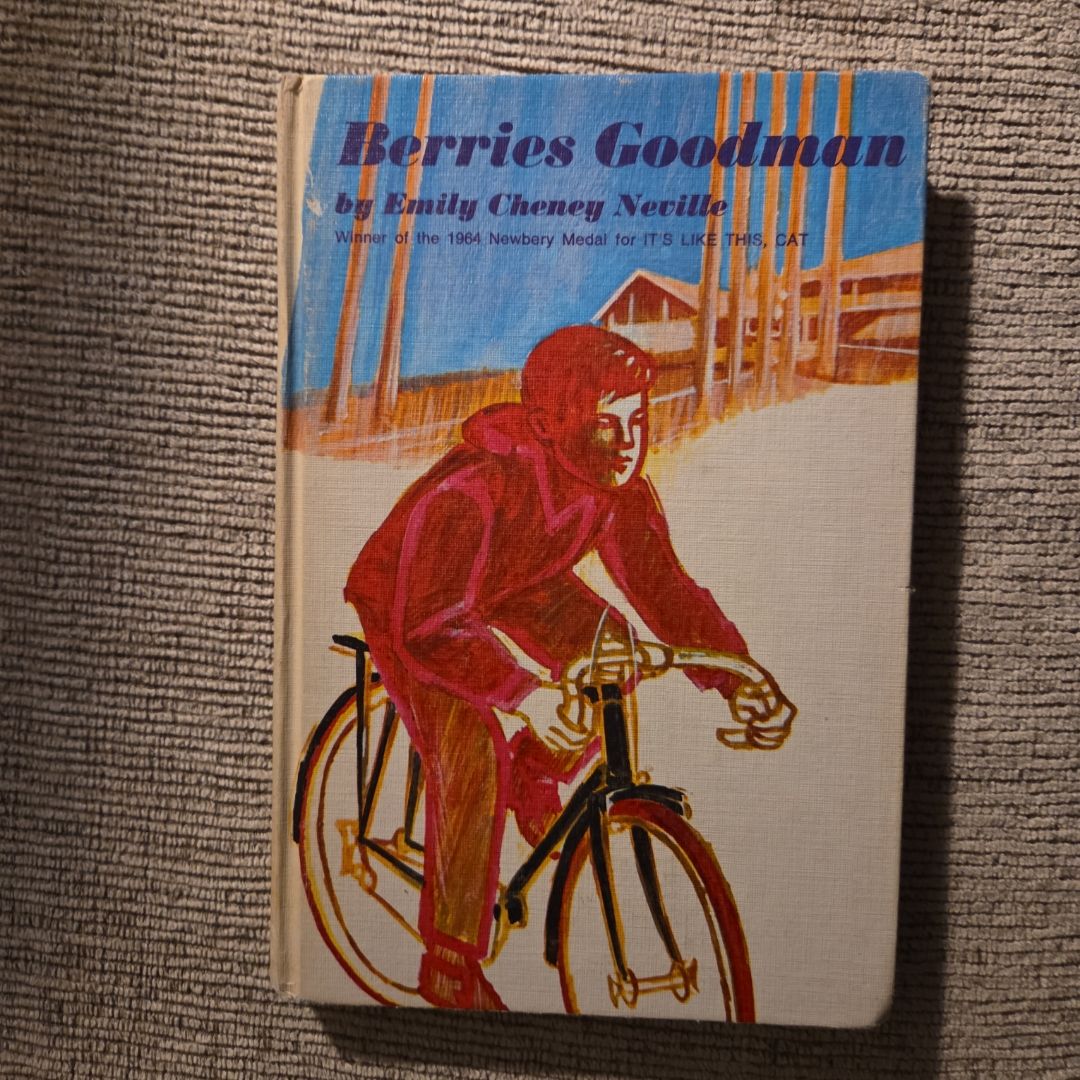 Berries Goodman
by Emily Cheney Neville
Winner of the 1964 Newbery Medal for IT'S LIKE THIS, CAT